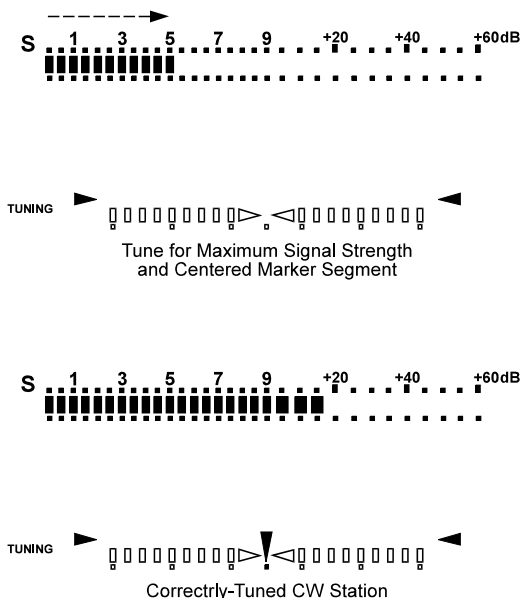 S 1 3 5 7 9 +20 +40 +60dB
TUNING
Tune for Maximum Signal Strength
and Centered Marker Segment
S 1 3 5 7 9 +20 +40 +60dB
TUNING
Correctrly-Tuned CW Station